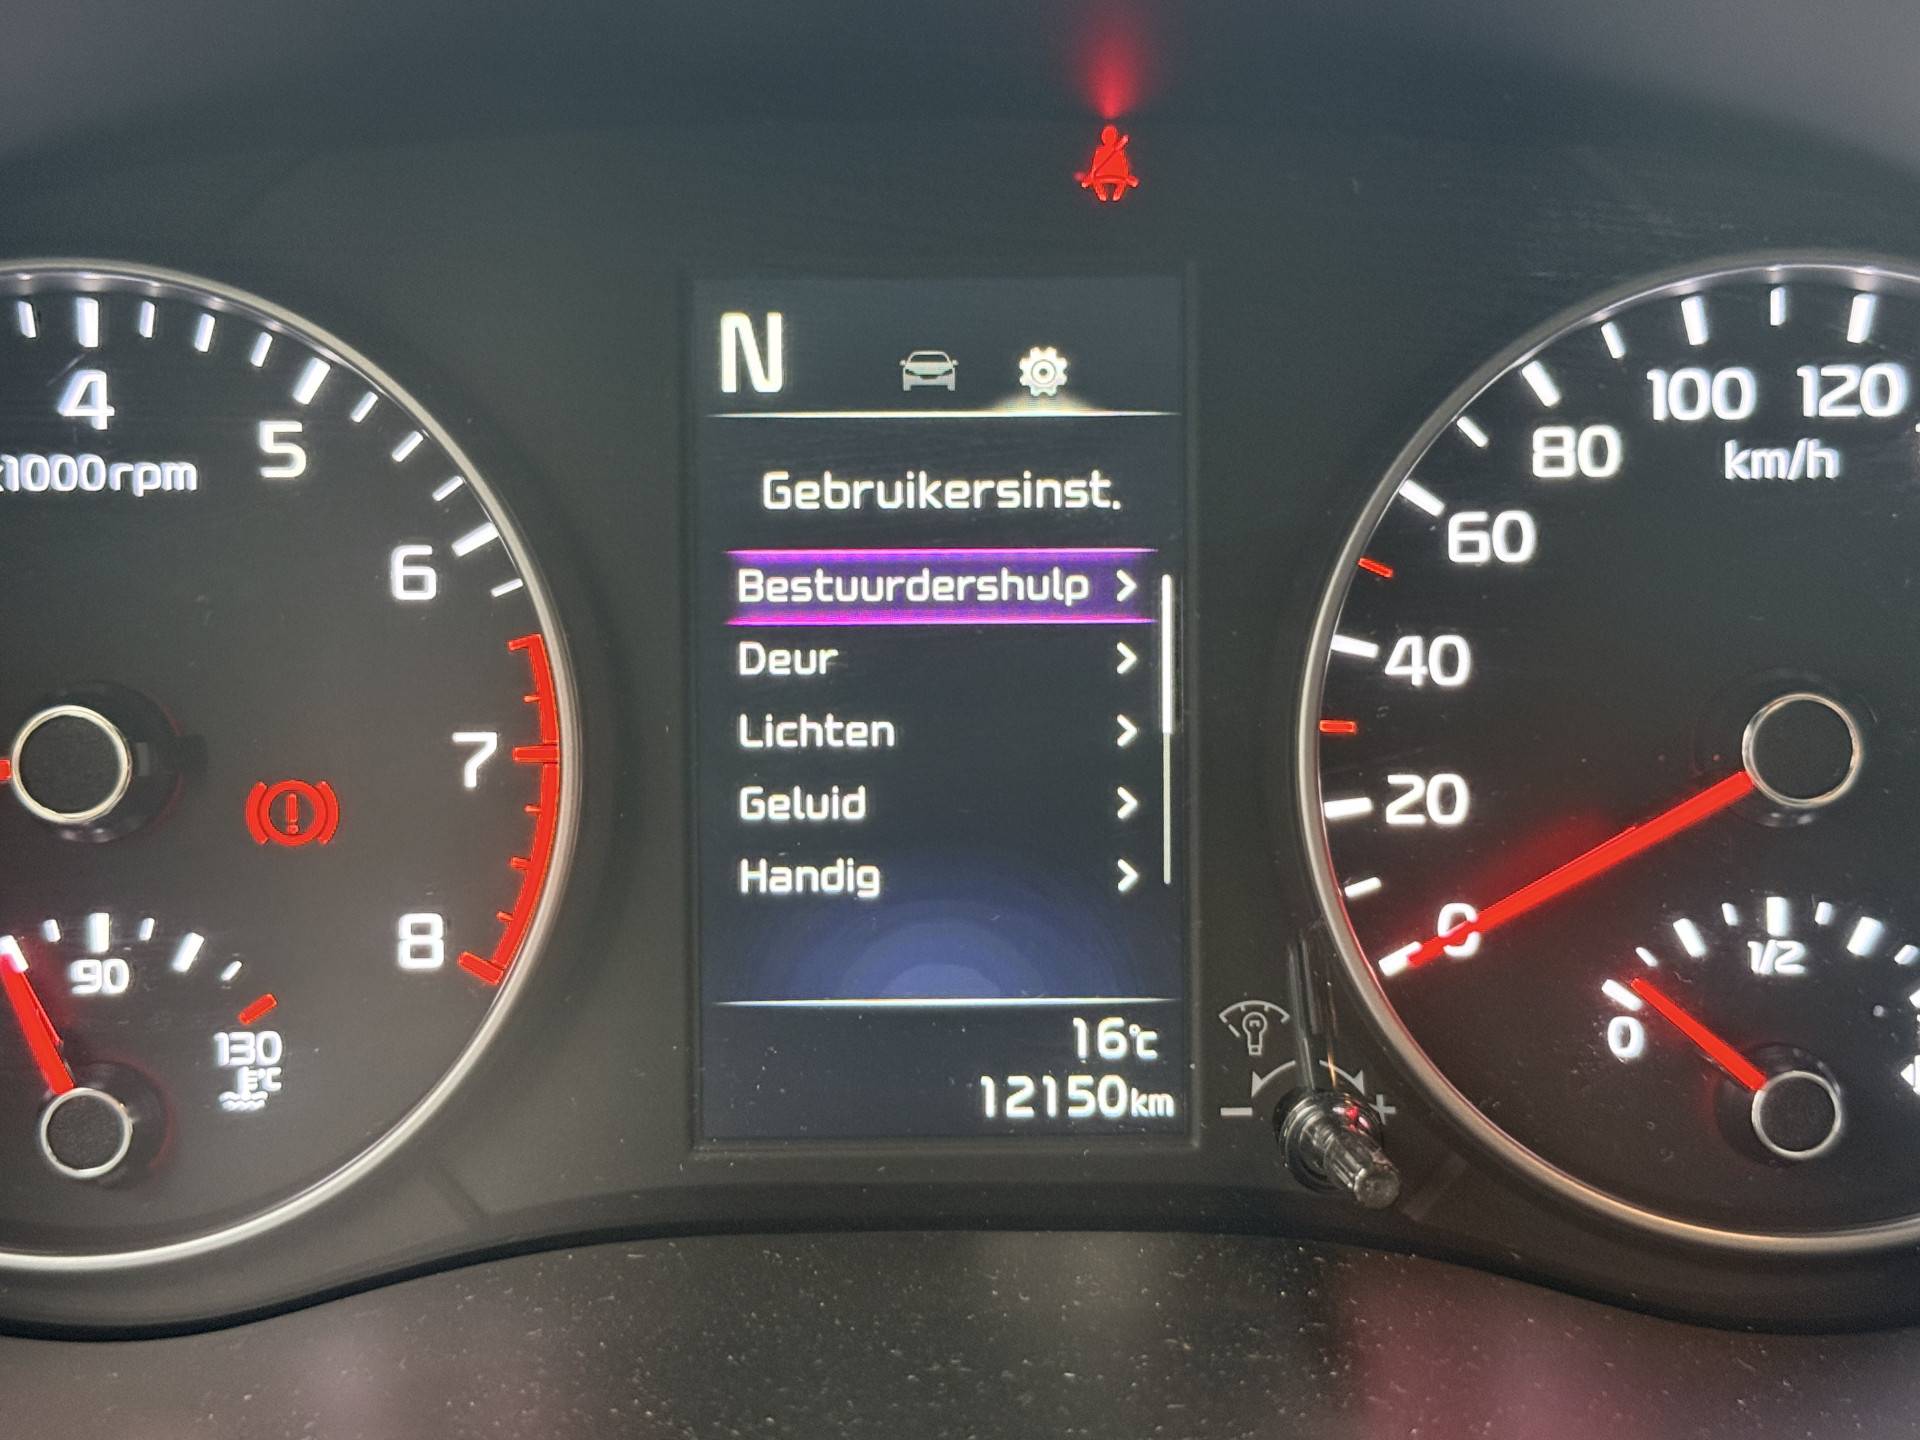 N
Gebruikersinst.
Bestuurdershulp
Deur
Lichten
Geluid
Handig
16°C
12150km
4
5
6
7
8
x1000rpm
90
130
°C
0
20
40
60
80
100
120
km/h
0
1/2
- +